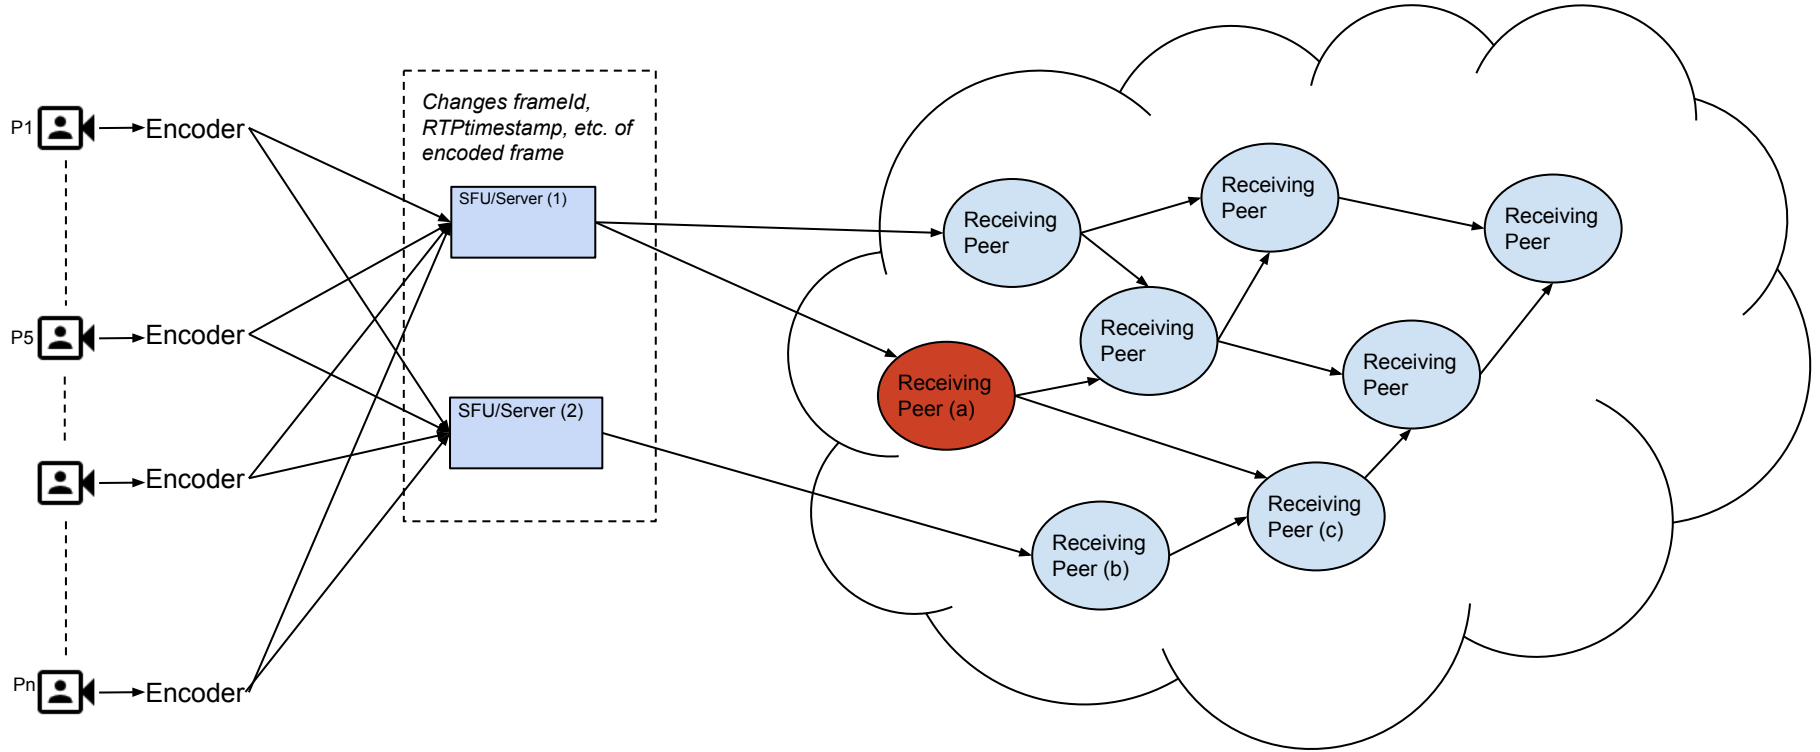 P1
Encoder
Changes frameId,
RTPtimestamp, etc. of
encoded frame
SFU/Server (1)
P5
Encoder
SFU/Server (2)
Encoder
Pn
Encoder
Receiving
Peer
Receiving
Peer
Receiving
Peer
Receiving
Peer
Receiving
Peer
Receiving
Peer (a)
Receiving
Peer (b)
Receiving
Peer (c)